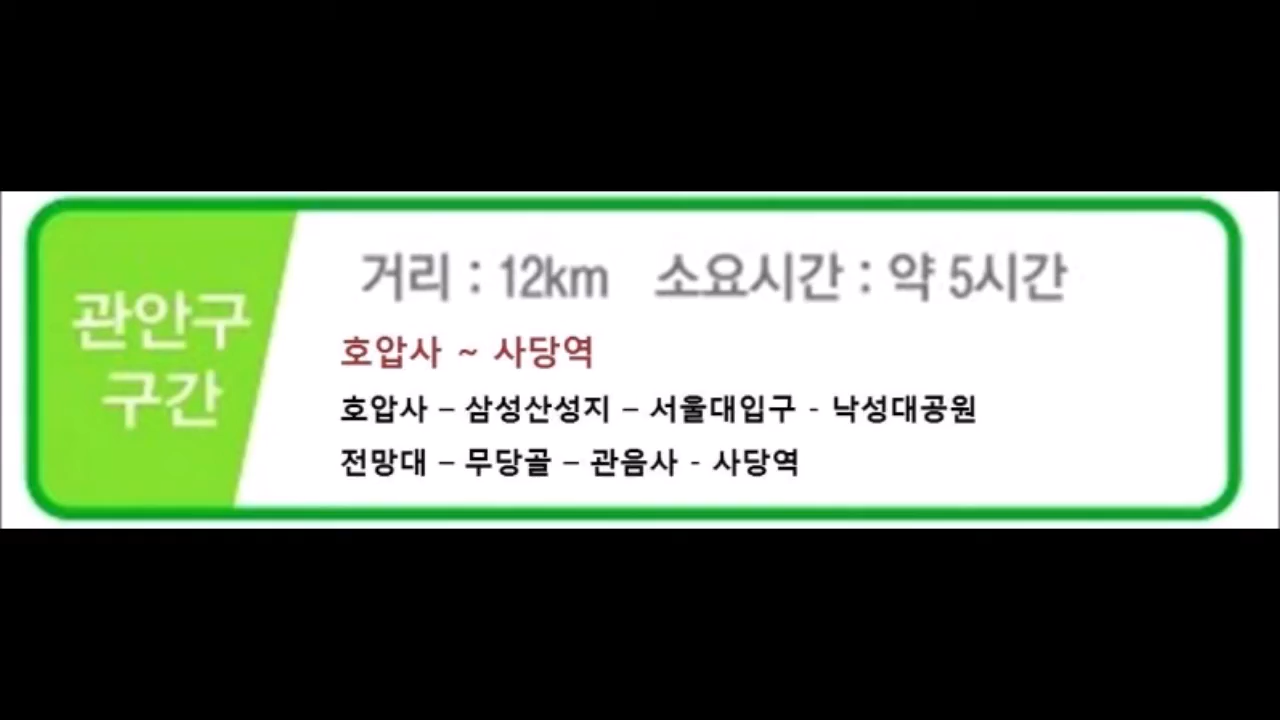 관안구
구간
거리 : 12km 소요시간 : 약 5시간
호압사 ~ 사당역
호압사 – 삼성산성지 – 서울대입구 - 낙성대공원
전망대 – 무당골 – 관음사 - 사당역